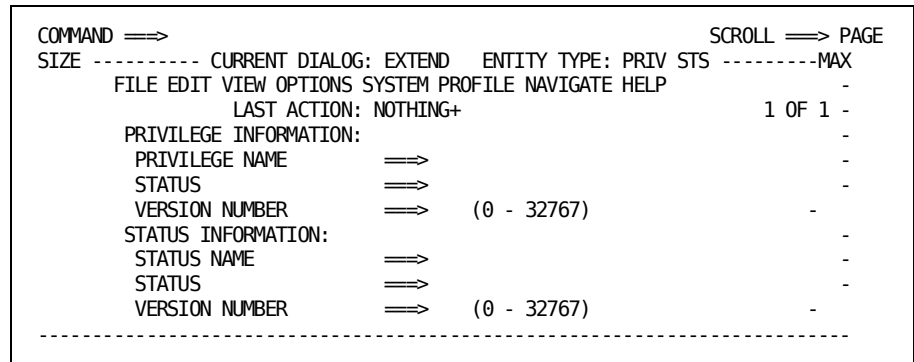 COMMAND ===> SCROLL ===> PAGE
SIZE ---------- CURRENT DIALOG: EXTEND ENTITY TYPE: PRIV STS ---------MAX
FILE EDIT VIEW OPTIONS SYSTEM PROFILE NAVIGATE HELP -
LAST ACTION: NOTHING+ 1 OF 1 -
PRIVILEGE INFORMATION: -
PRIVILEGE NAME ===> -
STATUS ===> -
VERSION NUMBER ===> (0 - 32767) -
STATUS INFORMATION: -
STATUS NAME ===> -
STATUS ===> -
VERSION NUMBER ===> (0 - 32767) -
---------------------------------------------------------------------------